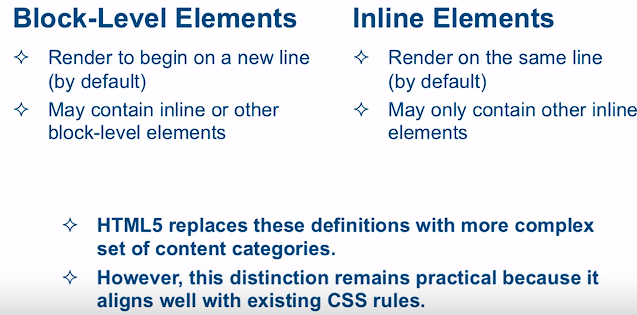 Block-Level Elements
✧ Render to begin on a new line
(by default)
✧ May contain inline or other
block-level elements
Inline Elements
✧ Render on the same line
(by default)
✧ May only contain other inline
elements
✧ HTML5 replaces these definitions with more complex
set of content categories.
✧ However, this distinction remains practical because it
aligns well with existing CSS rules.